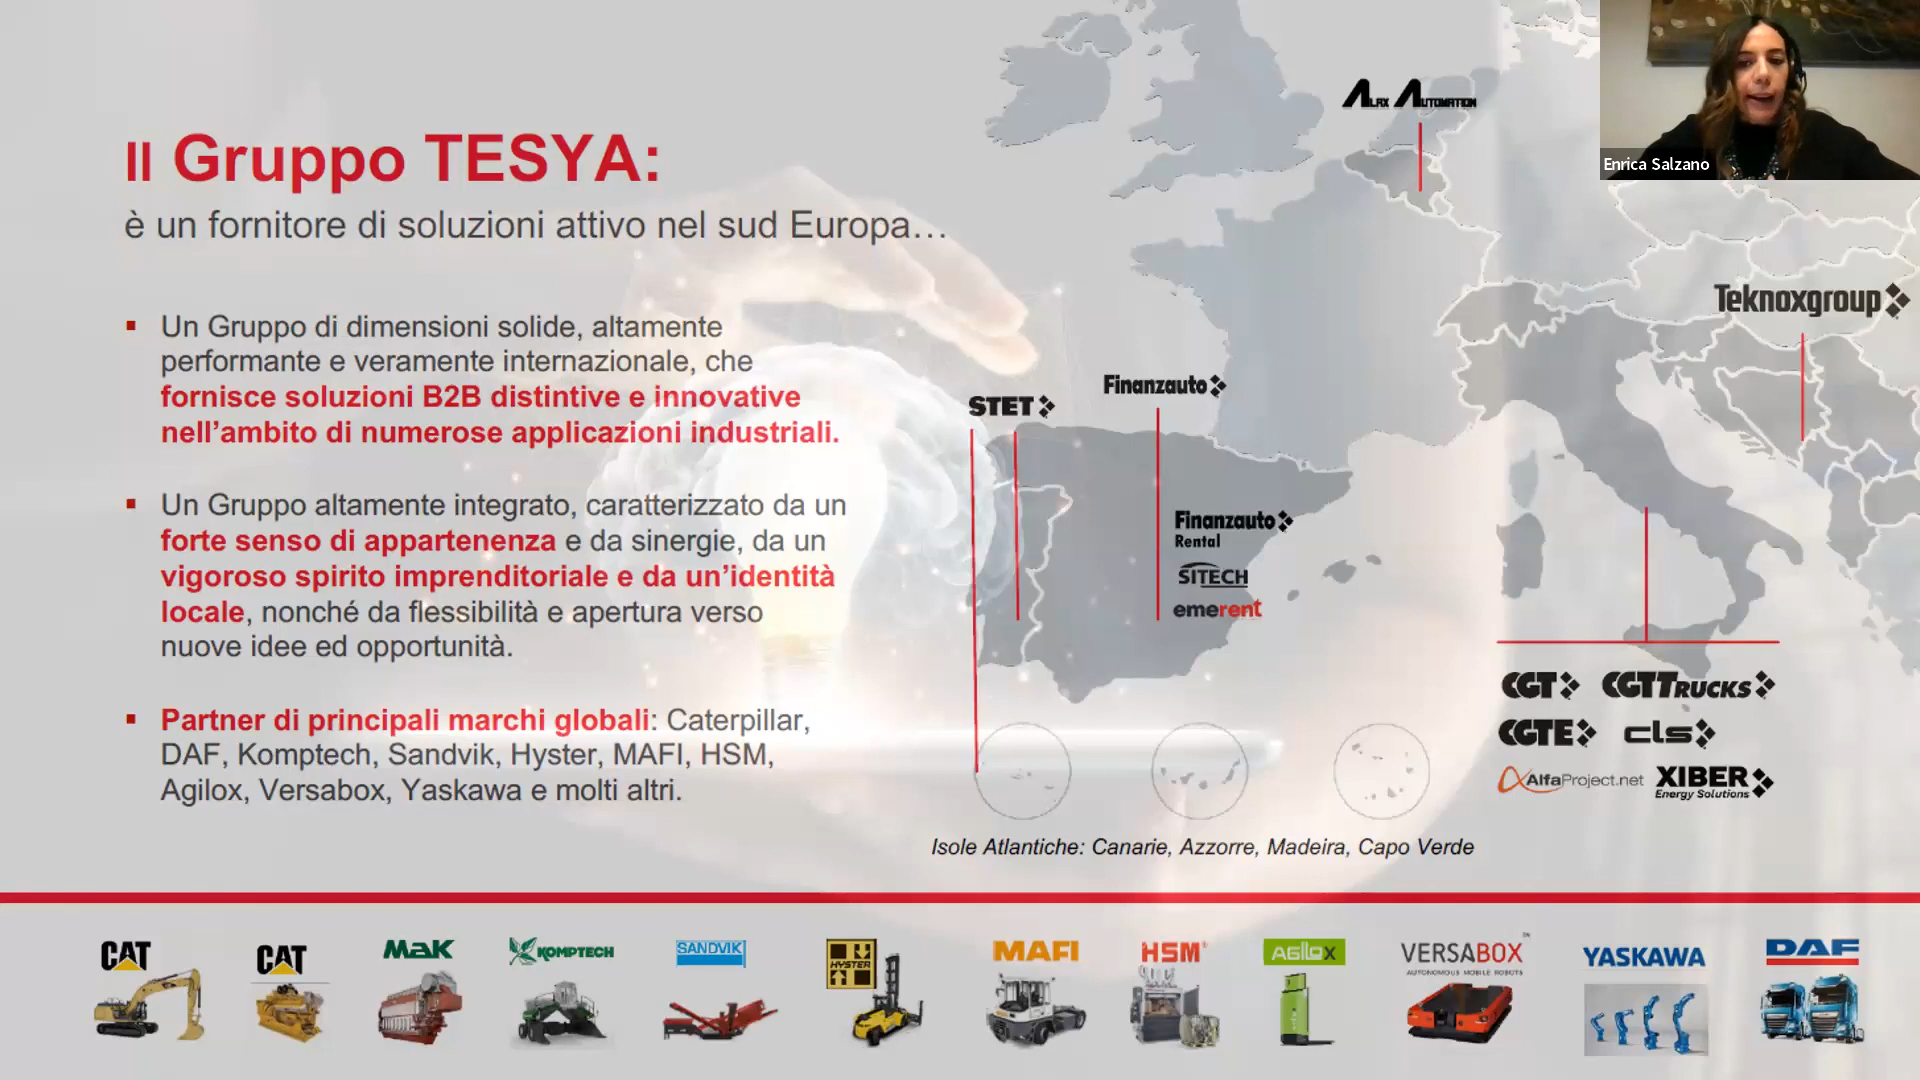 Il Gruppo TESYA:
è un fornitore di soluzioni attivo nel sud Europa…
Un Gruppo di dimensioni solide, altamente
performante e veramente internazionale, che
fornisce soluzioni B2B distintive e innovative
nell’ambito di numerose applicazioni industriali.
Un Gruppo altamente integrato, caratterizzato da un
forte senso di appartenenza e da sinergie, da un
vigoroso spirito imprenditoriale e da un’identità
locale, nonché da flessibilità e apertura verso
nuove idee ed opportunità.
Partner di principali marchi globali: Caterpillar,
DAF, Komptech, Sandvik, Hyster, MAFI, HSM,
Agilox, Versabox, Yaskawa e molti altri.
ALAX AUTOMATION
Enrica Salzano
Teknoxgroup
Finanzauto
STET
Finanzauto
Rental
SITECH
emerent
CGT CGTTRUCKS
CGTE cls
AlfaProject.net XIBER
Energy Solutions
Isole Atlantiche: Canarie, Azzorre, Madeira, Capo Verde
CAT
CAT
MaK
KOMPTECH
SANDVIK
HYSTER
MAFI
HSM
AGILOX
VERSABOX
AUTONOMOUS MOBILE ROBOTS
YASKAWA
DAF